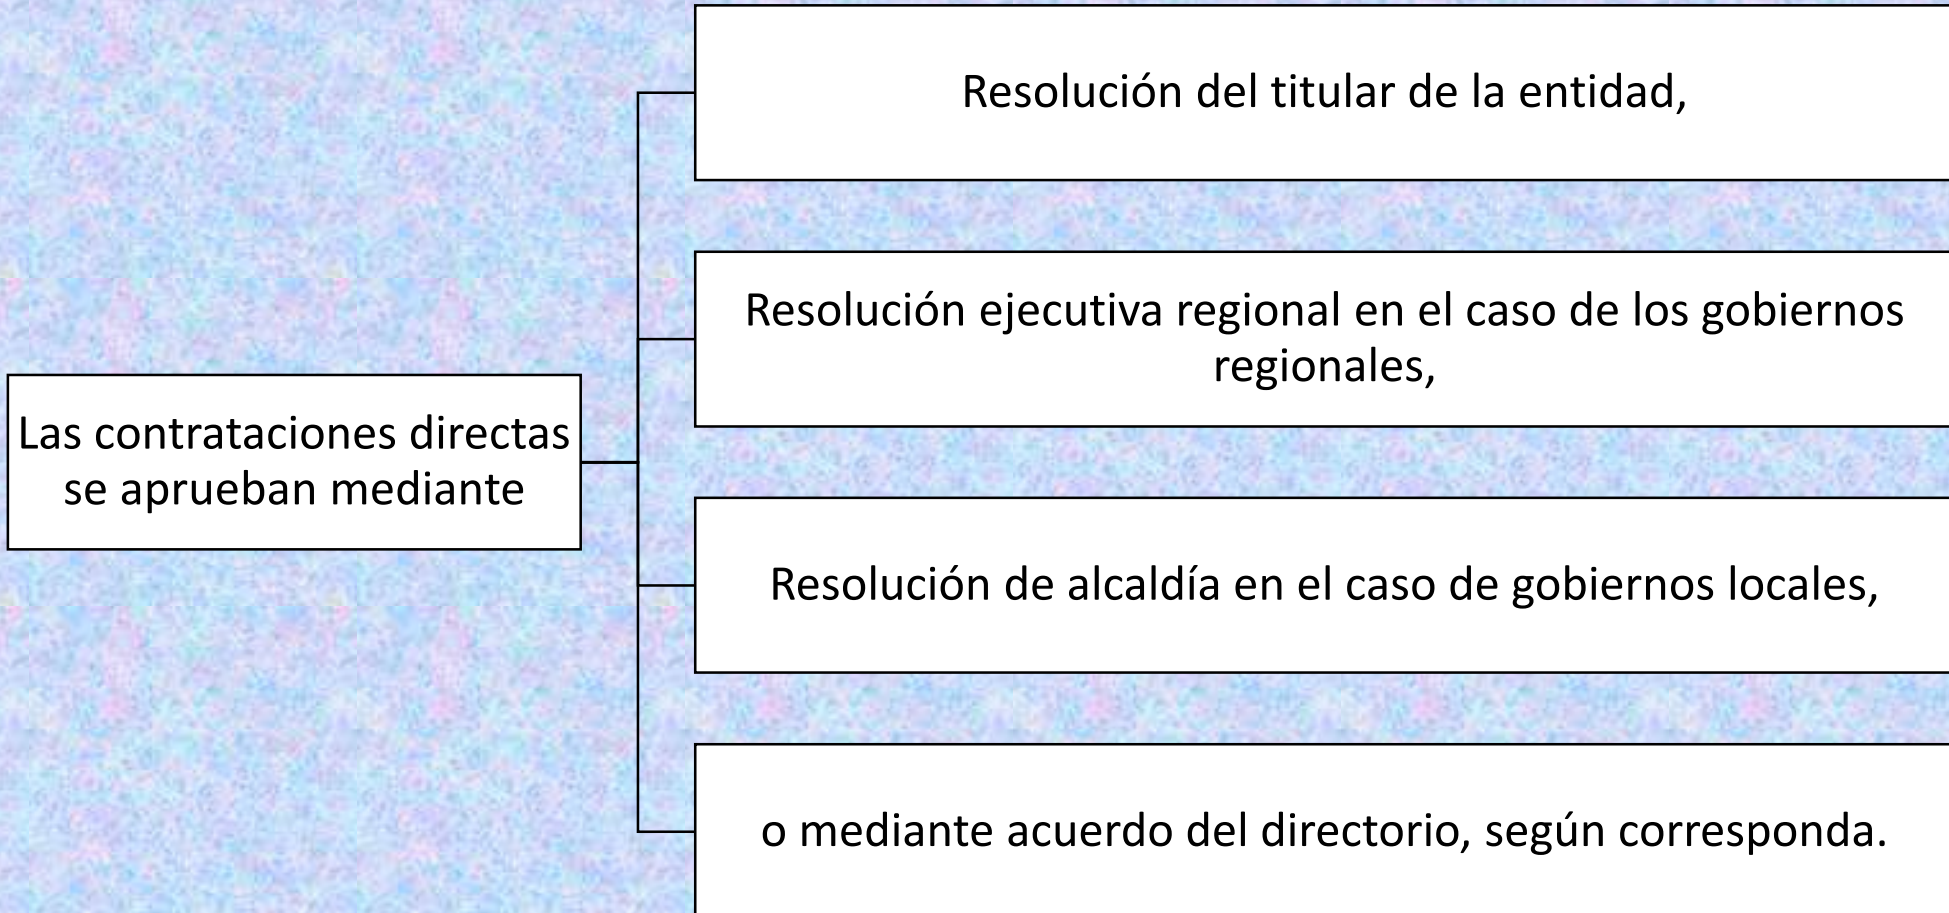 Resolución del titular de la entidad,
Resolución ejecutiva regional en el caso de los gobiernos
regionales,
Las contrataciones directas
se aprueban mediante
Resolución de alcaldía en el caso de gobiernos locales,
o mediante acuerdo del directorio, según corresponda.